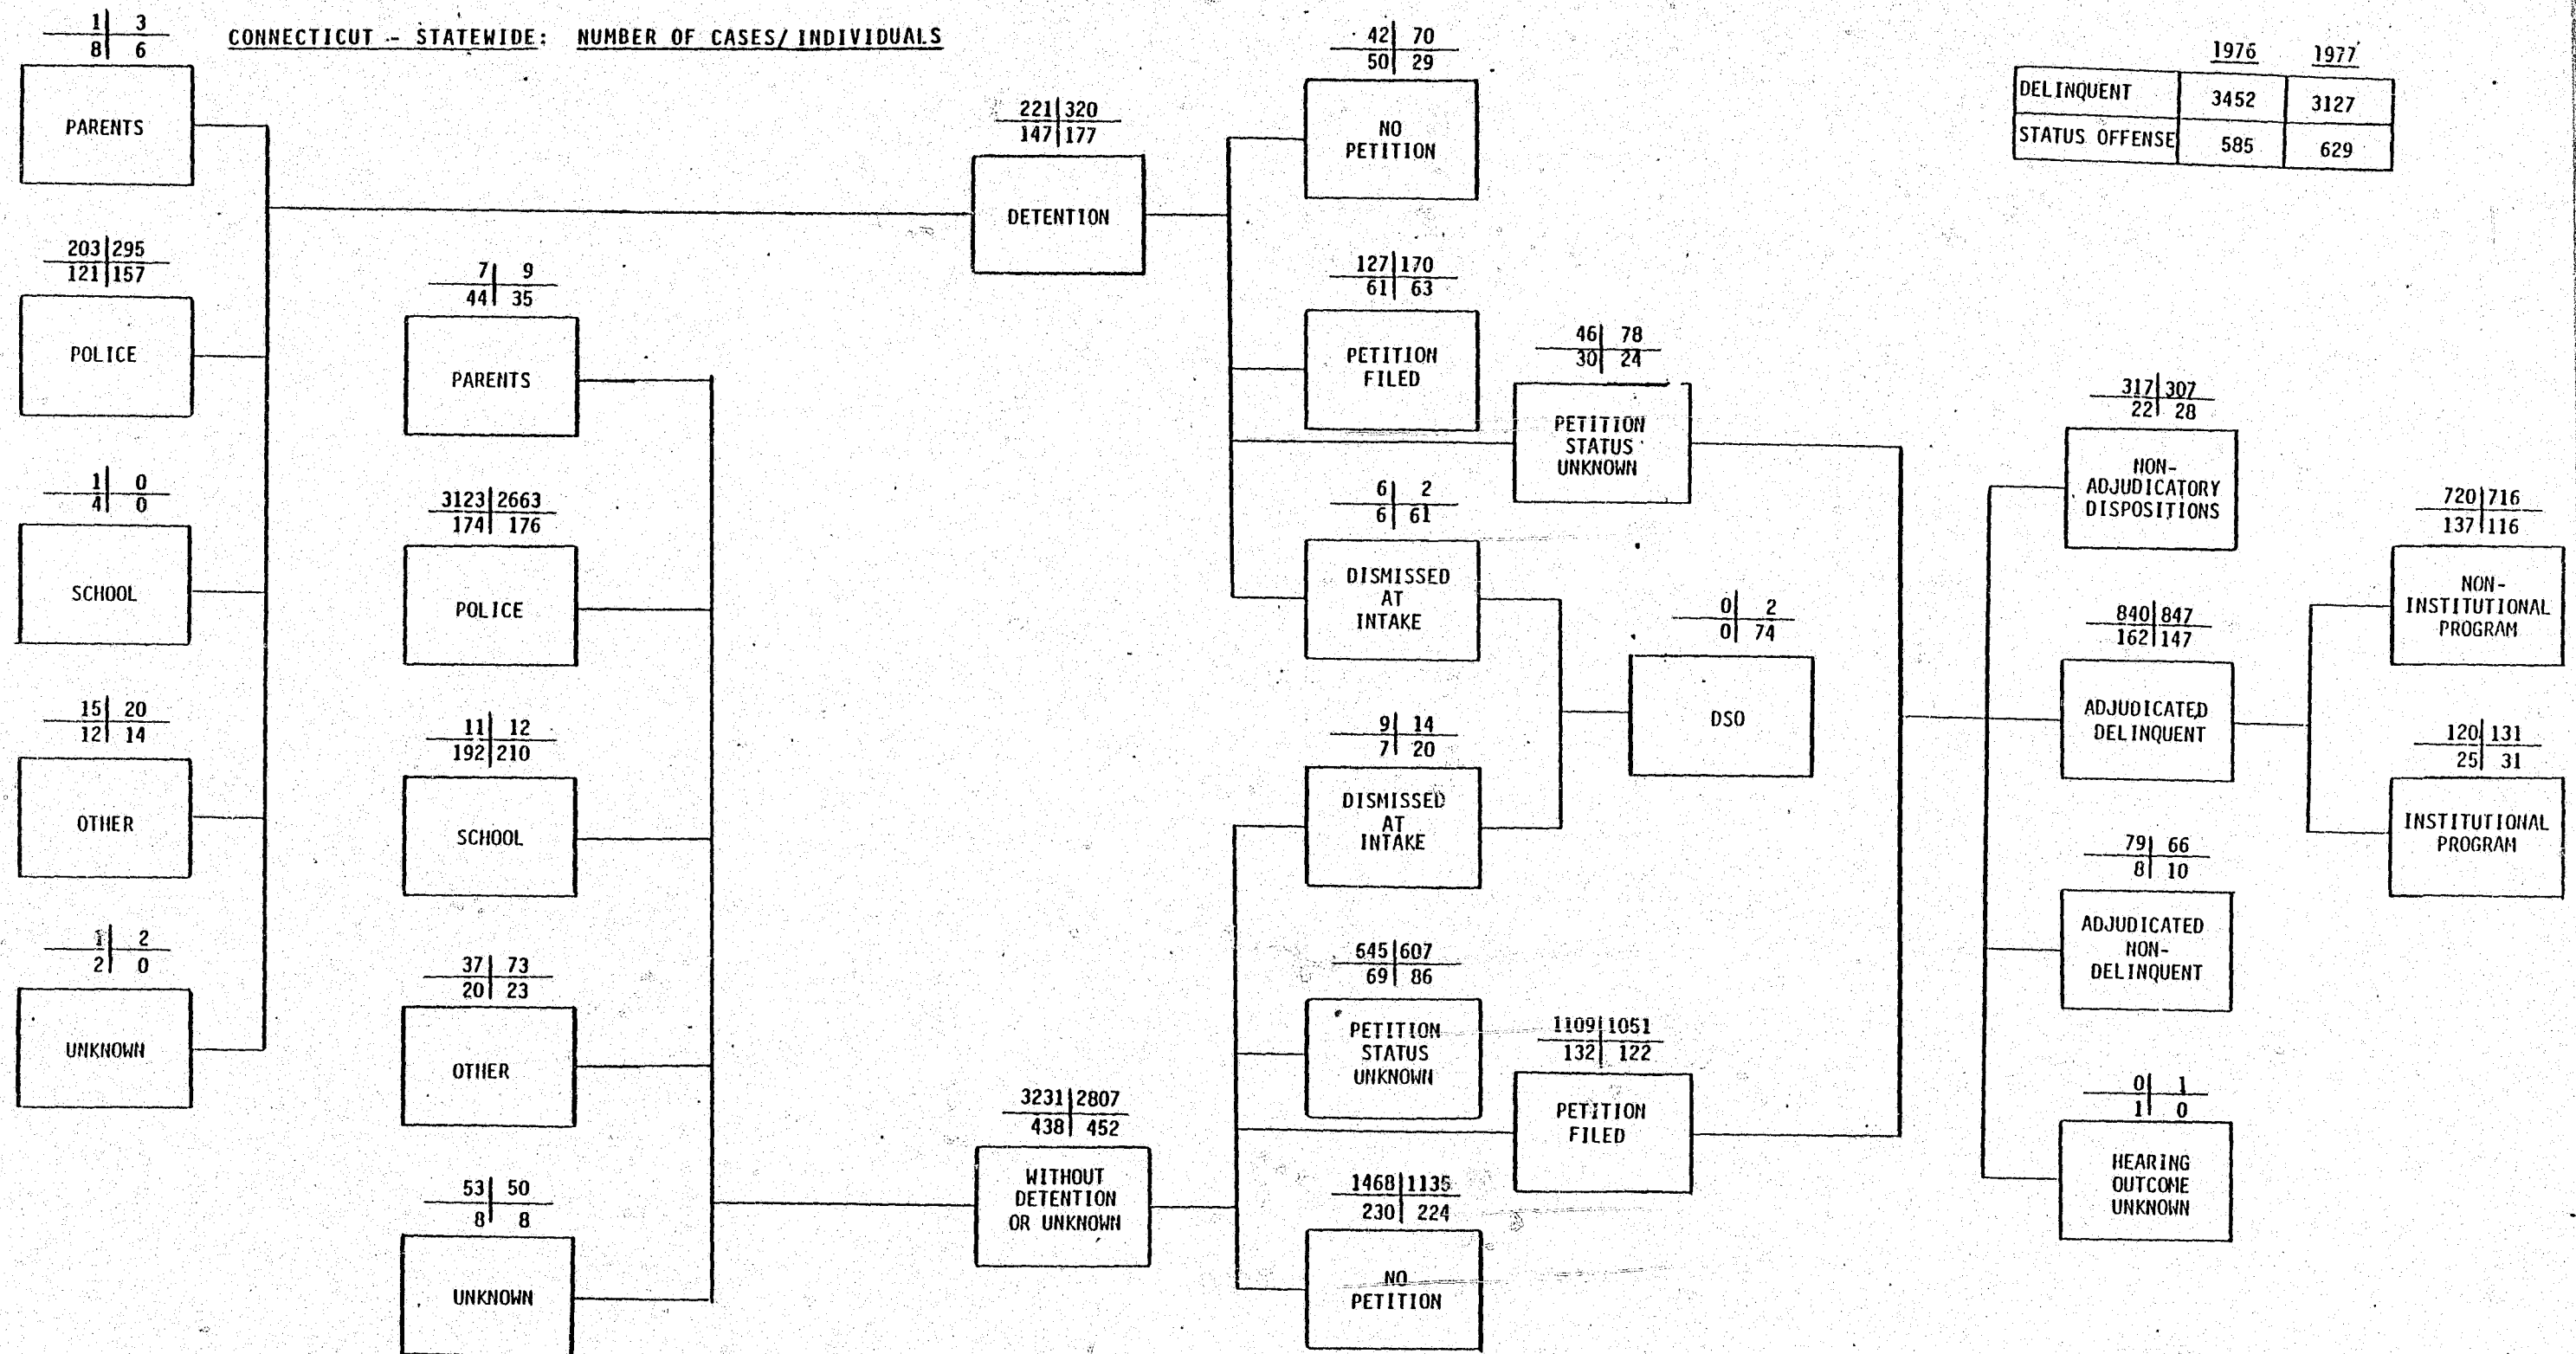 CONNECTICUT - STATEWIDE: NUMBER OF CASES/INDIVIDUALS
1976 1977
DELINQUENT 3452 3127
STATUS OFFENSE 585 629
1 3
8 6
PARENTS
203 295
121 157
POLICE
1 0
4 0
SCHOOL
15 20
12 14
OTHER
1 2
2 0
UNKNOWN
7 9
44 35
PARENTS
3123 2663
174 176
POLICE
11 12
192 210
SCHOOL
37 73
20 23
OTHER
53 50
8 8
UNKNOWN
221 320
147 177
DETENTION
3231 2807
438 452
WITHOUT
DETENTION
OR UNKNOWN
42 70
50 29
NO
PETITION
127 170
61 63
PETITION
FILED
46 78
30 24
PETITION
STATUS
UNKNOWN
6 2
6 61
DISMISSED
AT
INTAKE
9 14
7 20
DISMISSED
AT
INTAKE
0 2
0 74
DSO
645 607
69 86
PETITION
STATUS
UNKNOWN
1109 1051
132 122
PETITION
FILED
1468 1135
230 224
NO
PETITION
317 307
22 28
NON-
ADJUDICATORY
DISPOSITIONS
840 847
162 147
ADJUDICATED
DELINQUENT
79 66
8 10
ADJUDICATED
NON-
DELINQUENT
0 1
1 0
HEARING
OUTCOME
UNKNOWN
720 716
137 116
NON-
INSTITUTIONAL
PROGRAM
120 131
25 31
INSTITUTIONAL
PROGRAM